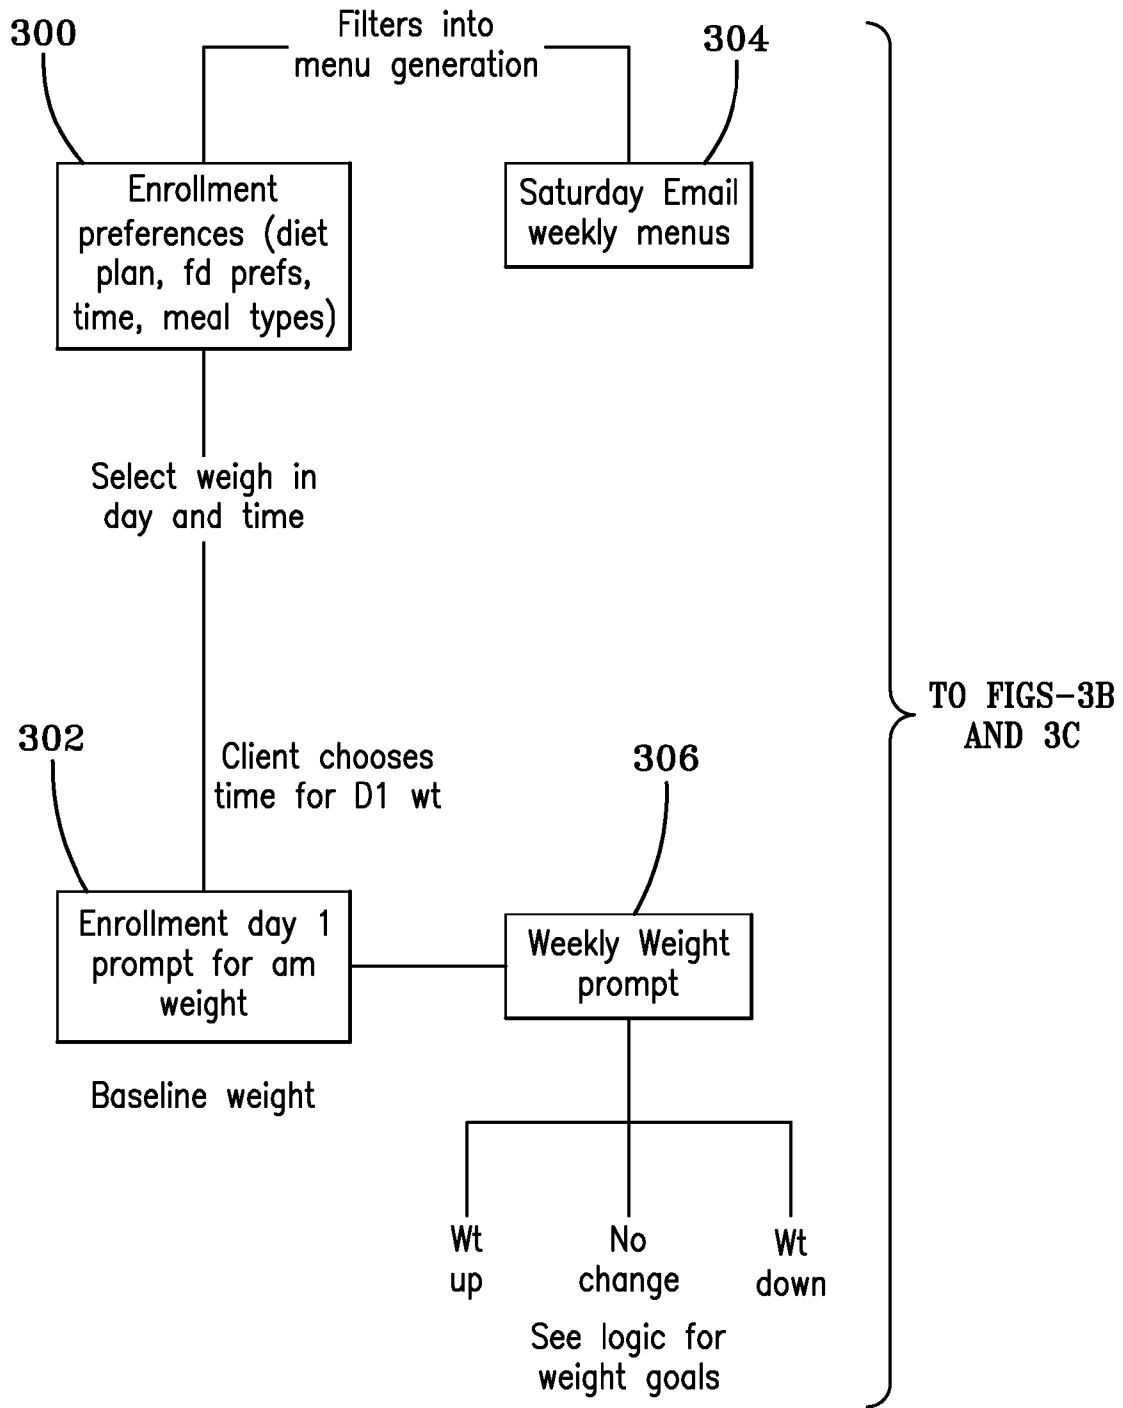 300
Filters into
menu generation
304
Enrollment
preferences (diet
plan, fd prefs,
time, meal types)
Saturday Email
weekly menus
Select weigh in
day and time
TO FIGS-3B
AND 3C
302
Client chooses
time for D1 wt
306
Enrollment day 1
prompt for am
weight
Weekly Weight
prompt
Baseline weight
Wt
up
No
change
Wt
down
See logic for
weight goals